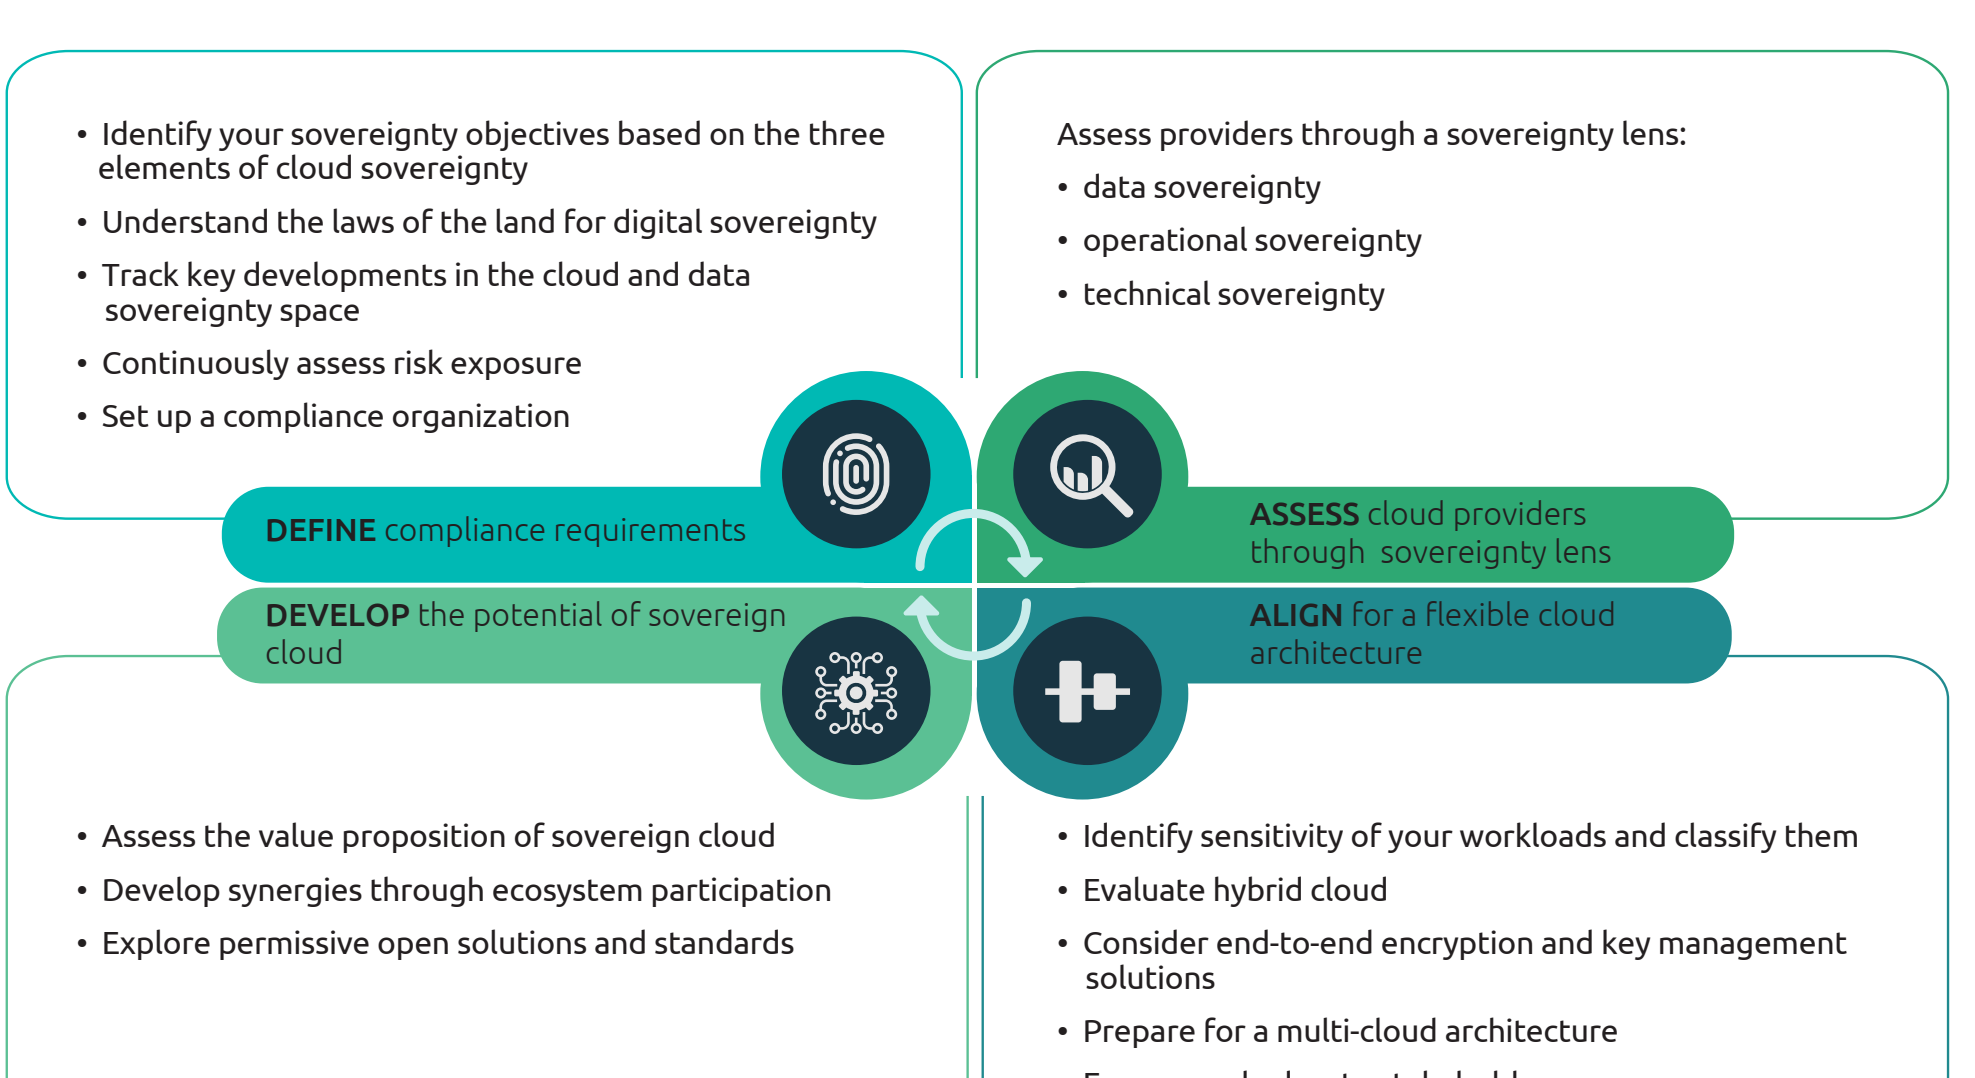 • Identify your sovereignty objectives based on the three
elements of cloud sovereignty
• Understand the laws of the land for digital sovereignty
• Track key developments in the cloud and data
sovereignty space
• Continuously assess risk exposure
• Set up a compliance organization
DEFINE compliance requirements
Assess providers through a sovereignty lens:
• data sovereignty
• operational sovereignty
• technical sovereignty
ASSESS cloud providers
through sovereignty lens
DEVELOP the potential of sovereign
cloud
• Assess the value proposition of sovereign cloud
• Develop synergies through ecosystem participation
• Explore permissive open solutions and standards
ALIGN for a flexible cloud
architecture
• Identify sensitivity of your workloads and classify them
• Evaluate hybrid cloud
• Consider end-to-end encryption and key management
solutions
• Prepare for a multi-cloud architecture